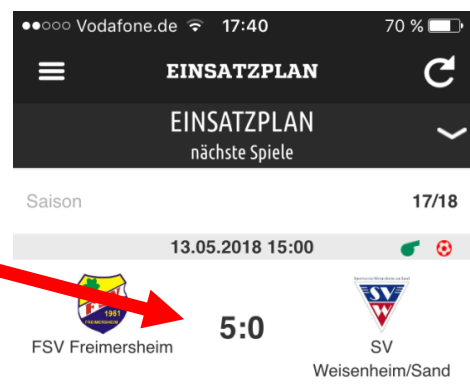 Vodafone.de 17:40 70 %
EINSATZPLAN
EINSATZPLAN
nächste Spiele
Saison 17/18
13.05.2018 15:00
1961
FREIMERSHEIM
SV
W
5:0
FSV Freimersheim
SV
Weisenheim/Sand